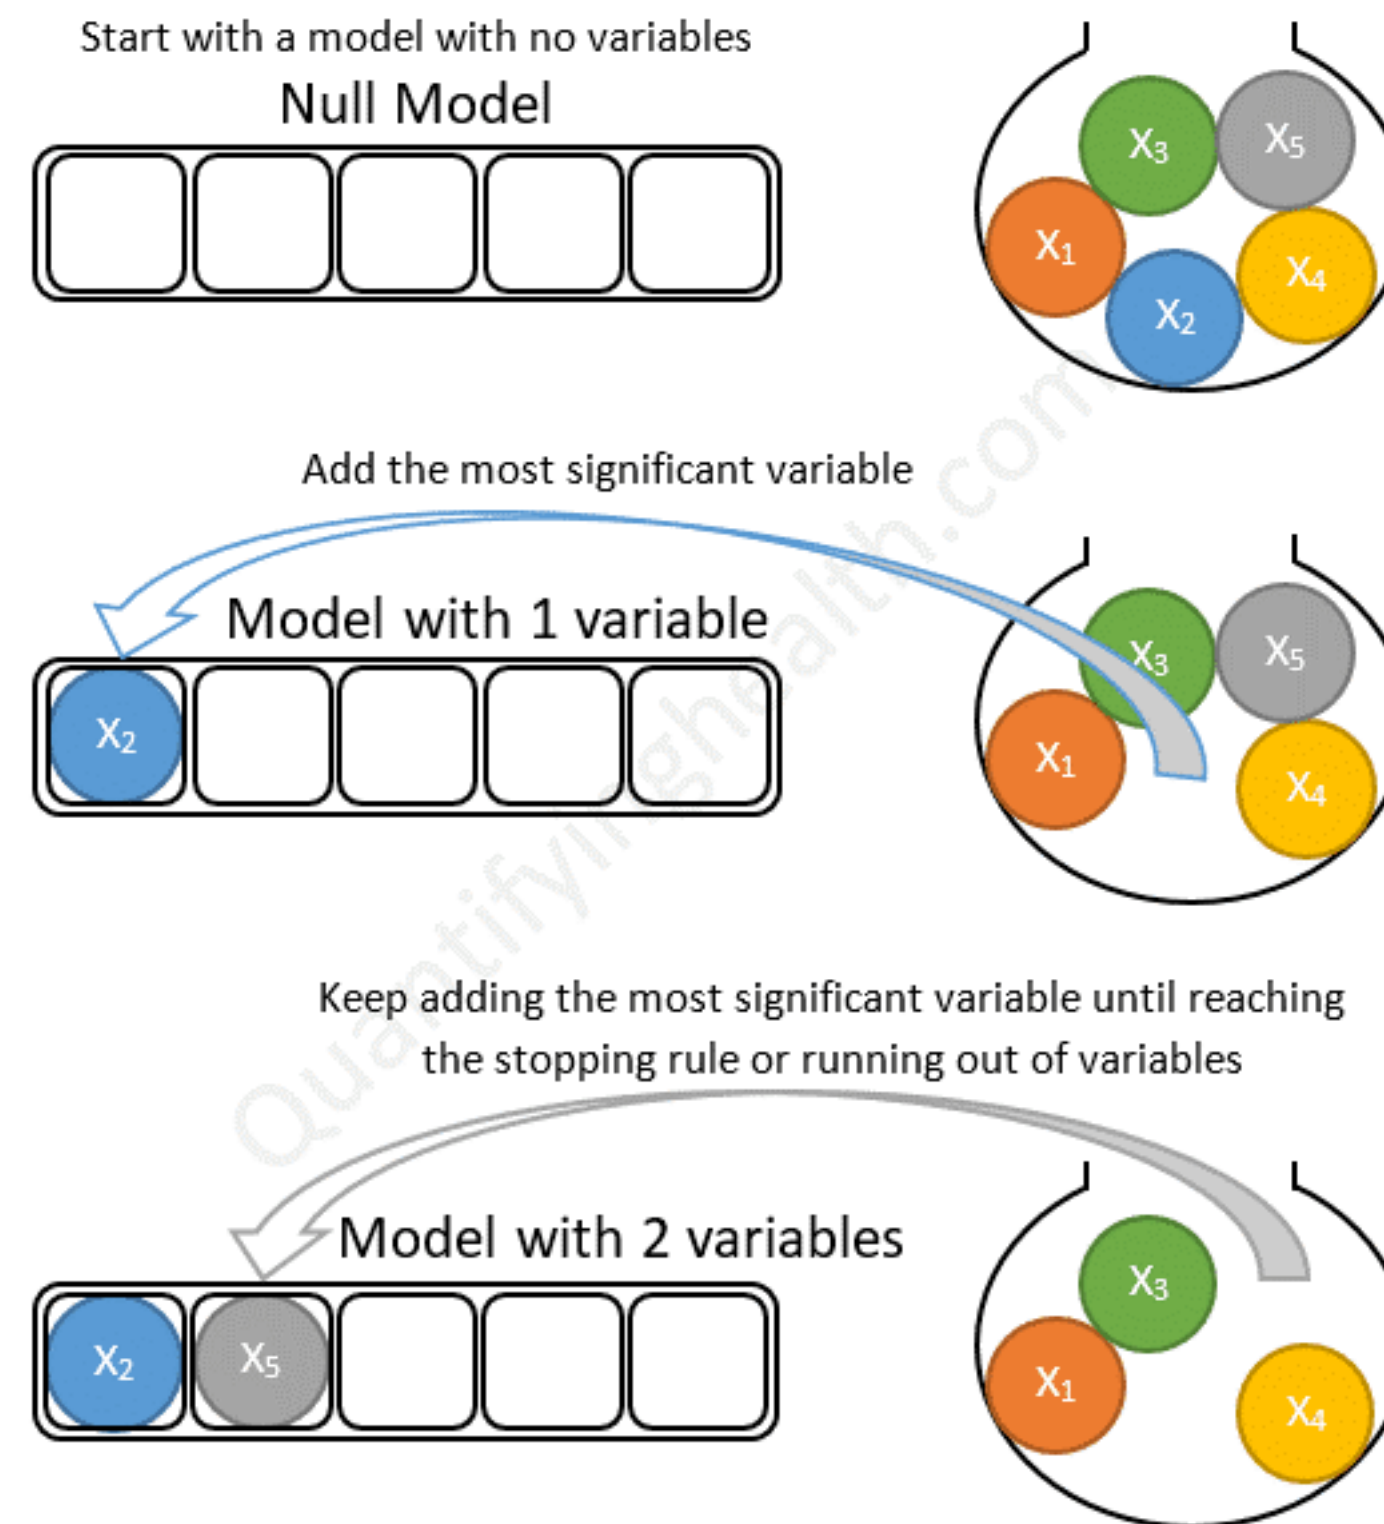 Start with a model with no variables
Null Model
X3 X5
X1 X4
X2
Add the most significant variable
Model with 1 variable
X3 X5
X2 X1 X4
Keep adding the most significant variable until reaching
the stopping rule or running out of variables
Model with 2 variables
X3
X2 X5 X1 X4
Quantifyinghealth.com